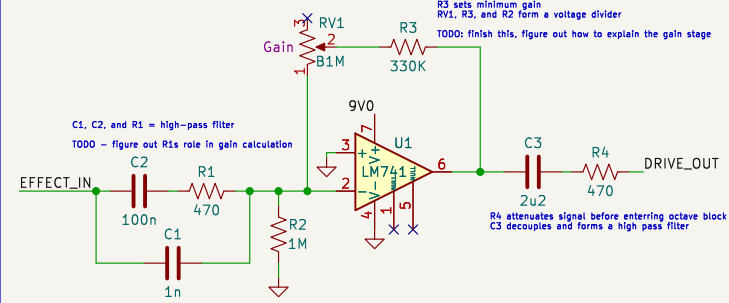 R3 sets minimum gain
RV1, R3, and R2 form a voltage divider
TODO: finish this, figure out how to explain the gain stage
3
RV1
Gain
2
B1M
1
R3
330K
9V0
C1, C2, and R1 = high-pass filter
TODO - figure out R1s role in gain calculation
7
U1
3
+
V+
LM741
6
2
-
V-
NULL
NULL
4
1
5
C3
2u2
R4
470
DRIVE_OUT
EFFECT_IN
C2
100n
R1
470
R2
1M
C1
1n
R4 attenuates signal before enterring octave block
C3 decouples and forms a high pass filter